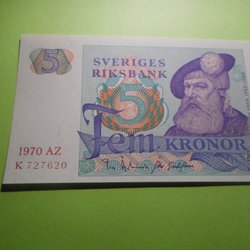 5
SVERIGES
RIKSBANK
5
Fem KRONOR
1970 AZ
K 727620